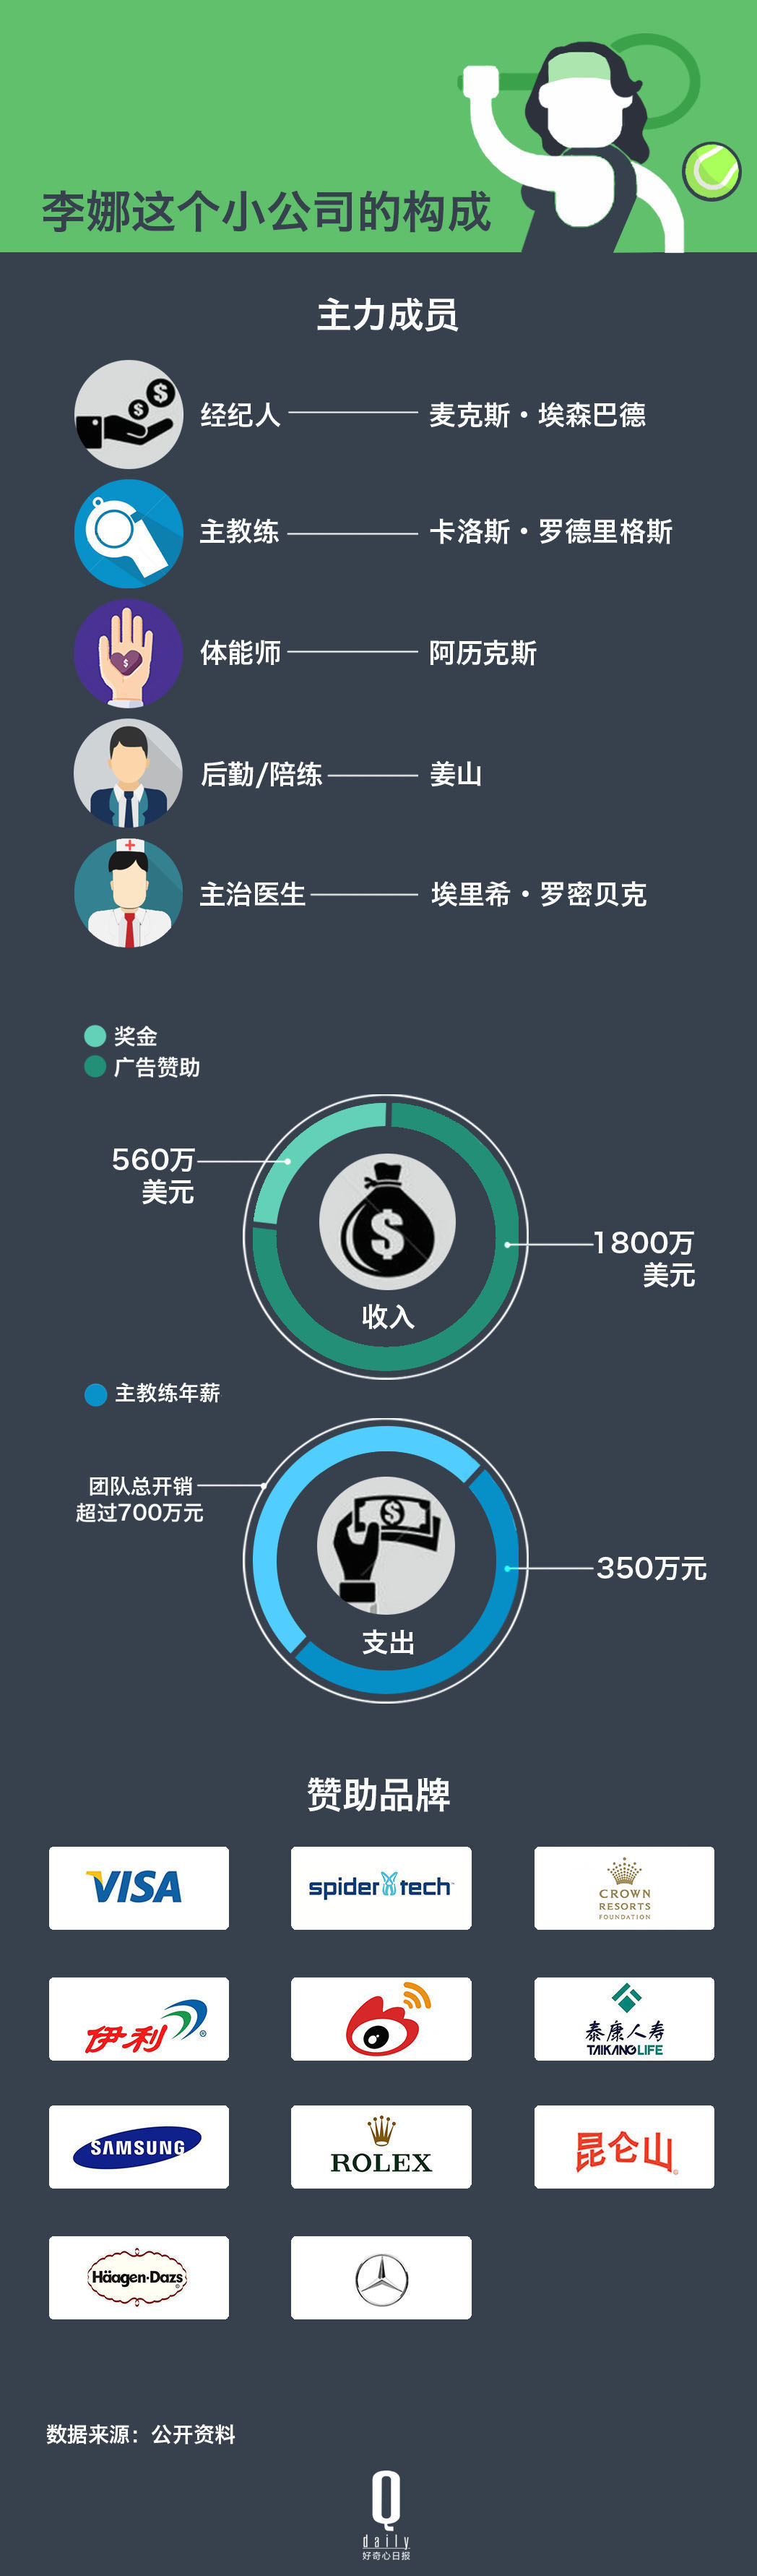 李娜这个小公司的构成
主力成员
经纪人 麦克斯·埃森巴德
主教练 卡洛斯·罗德里格斯
体能师 阿历克斯
后勤/陪练 姜山
主治医生 埃里希·罗密贝克
奖金
广告赞助
560万
美元
1800万
美元
收入
主教练年薪
团队总开销
超过700万元
350万元
支出
赞助品牌
VISA
spider tech
CROWN
RESORTS
FOUNDATION
伊利
泰康人寿
TAIKANG LIFE
SAMSUNG
ROLEX
昆仑山
Häagen-Dazs
数据来源：公开资料
Q
daily
好奇心日报